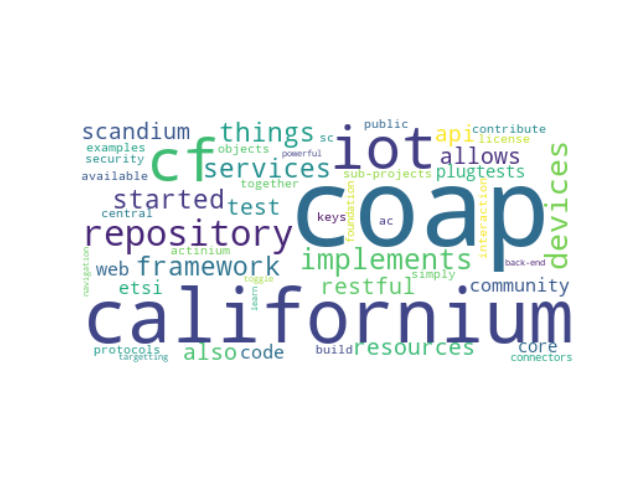 public
scandium
things
sc
iot
api
contribute
license
examples
objects
powerful
cf
security
allows
services
available
together
sub-projects
plugtests
devices
started
test
coap
central
keys
foundation
ac
interaction
repository
actinium
implements
navigation
web
framework
toggle
simply
back-end
etsi
learn
restful
community
californium
protocols
also
code
build
resources
core
targetting
connectors